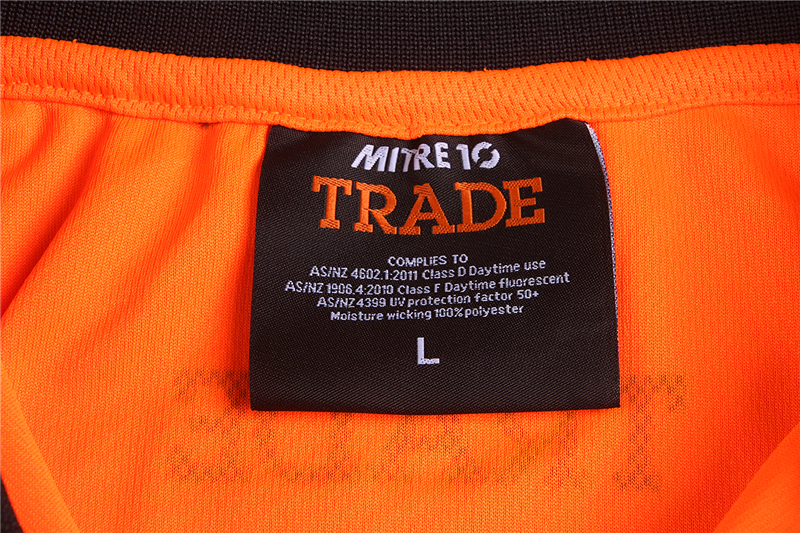 MITRE 10
TRADE
COMPLIES TO
AS/NZ 4602.1:2011 Class D Daytime use
AS/NZ 1906.4:2010 Class F Daytime fluorescent
AS/NZ 4399 UV protection factor 50+
Moisture wicking 100% polyester
L